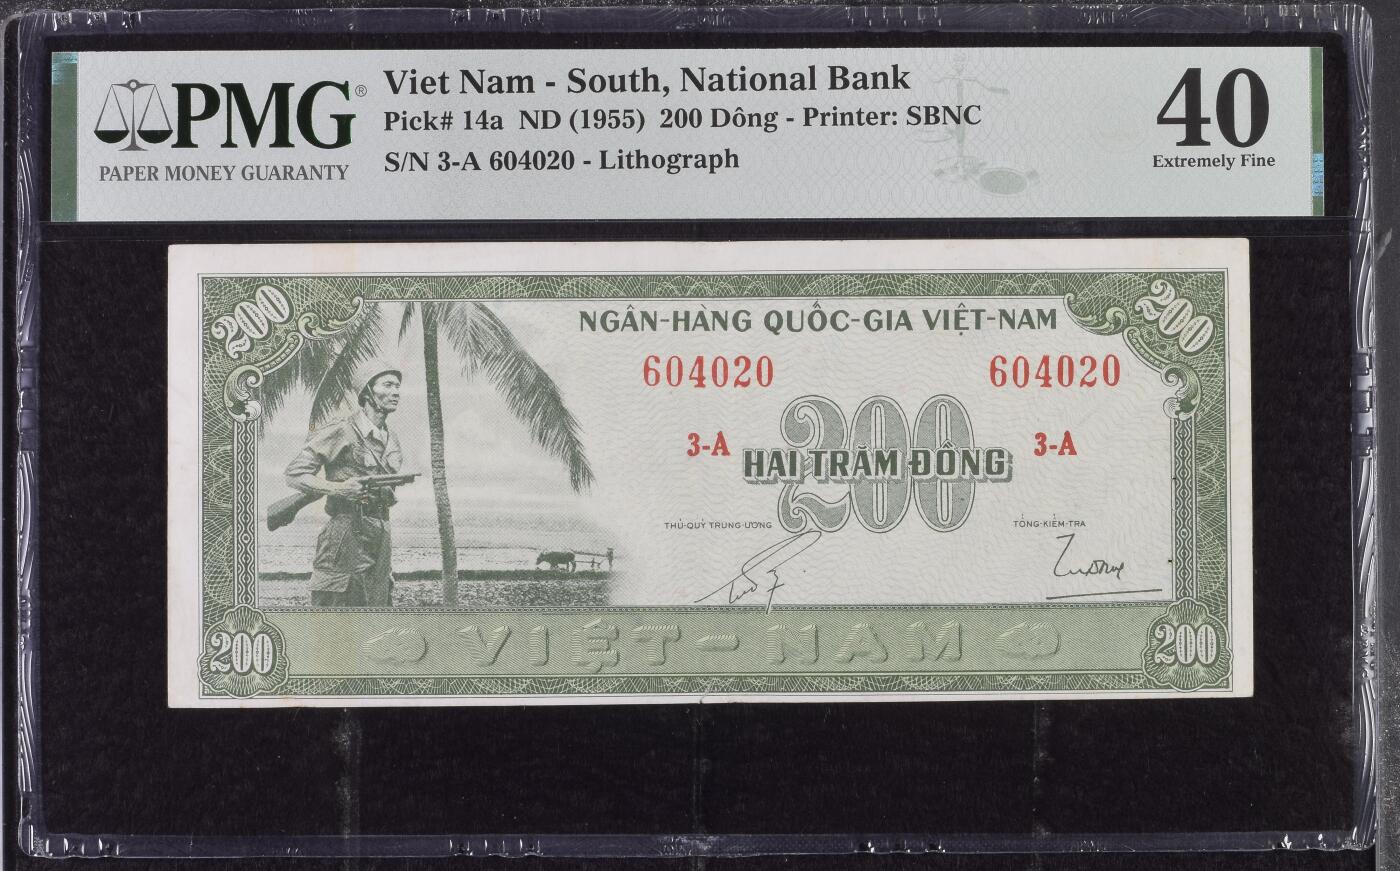 PMG®
PAPER MONEY GUARANTY
Viet Nam - South, National Bank
Pick# 14a ND (1955) 200 Dông - Printer: SBNC
S/N 3-A 604020 - Lithograph
40
Extremely Fine
200
200
NGÂN-HÀNG QUỐC-GIA VIỆT-NAM
604020
604020
3-A
200
3-A
HAI TRĂM ĐỒNG
THỦ-QUỸ TRUNG-ƯƠNG
TỔNG-KIỂM-TRA
200
VIỆT-NAM
200